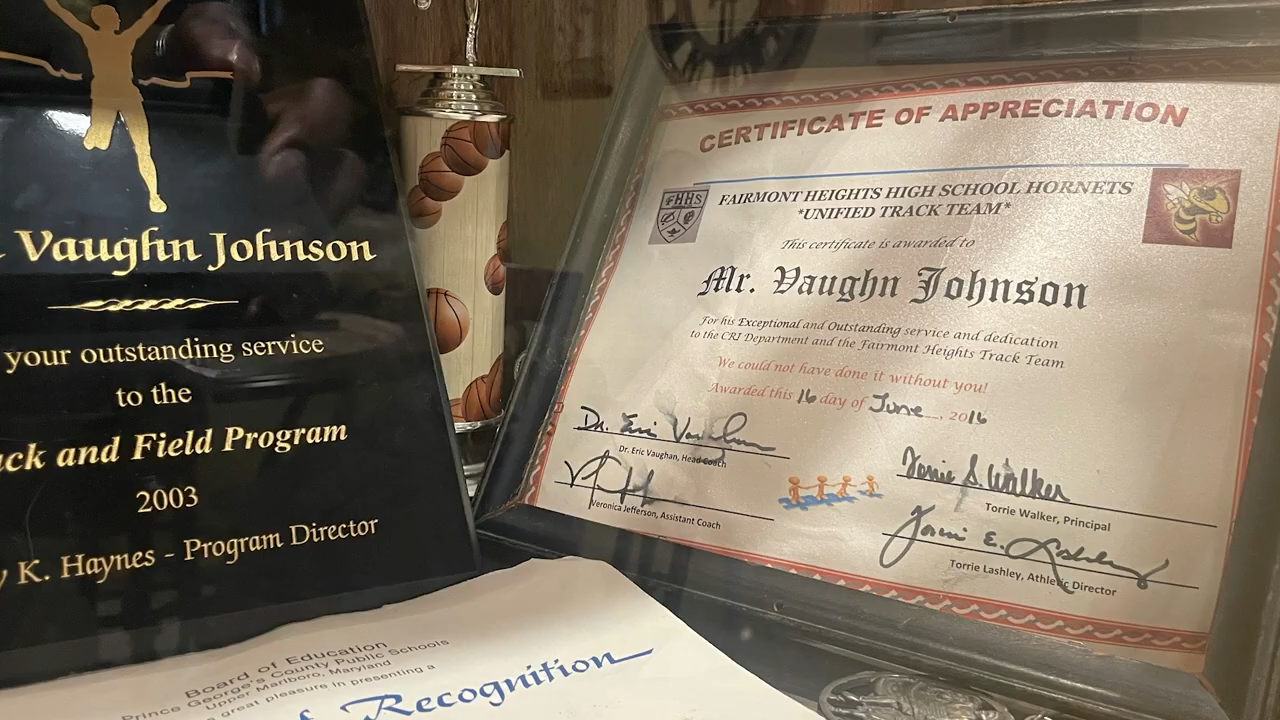 Vaughn Johnson
your outstanding service
to the
and Field Program
2003
K. Haynes - Program Director
CERTIFICATE OF APPRECIATION
FHHS
FAIRMONT HEIGHTS HIGH SCHOOL HORNETS
*UNIFIED TRACK TEAM*
This certificate is awarded to
Mr. Vaughn Johnson
For his Exceptional and Outstanding service and dedication
to the CRI Department and the Fairmont Heights Track Team
We could not have done it without you!
Awarded this 16 day of June, 2016
Dr. Eric Vaughan
Dr. Eric Vaughan, Head Coach
Veronica Jefferson, Assistant Coach
Torrie S. Walker
Torrie Walker, Principal
Torrie E. Lashley
Torrie Lashley, Athletic Director
Board of Education
Prince George's County Public Schools
Upper Marlboro, Maryland
great pleasure in presenting a
Recognition